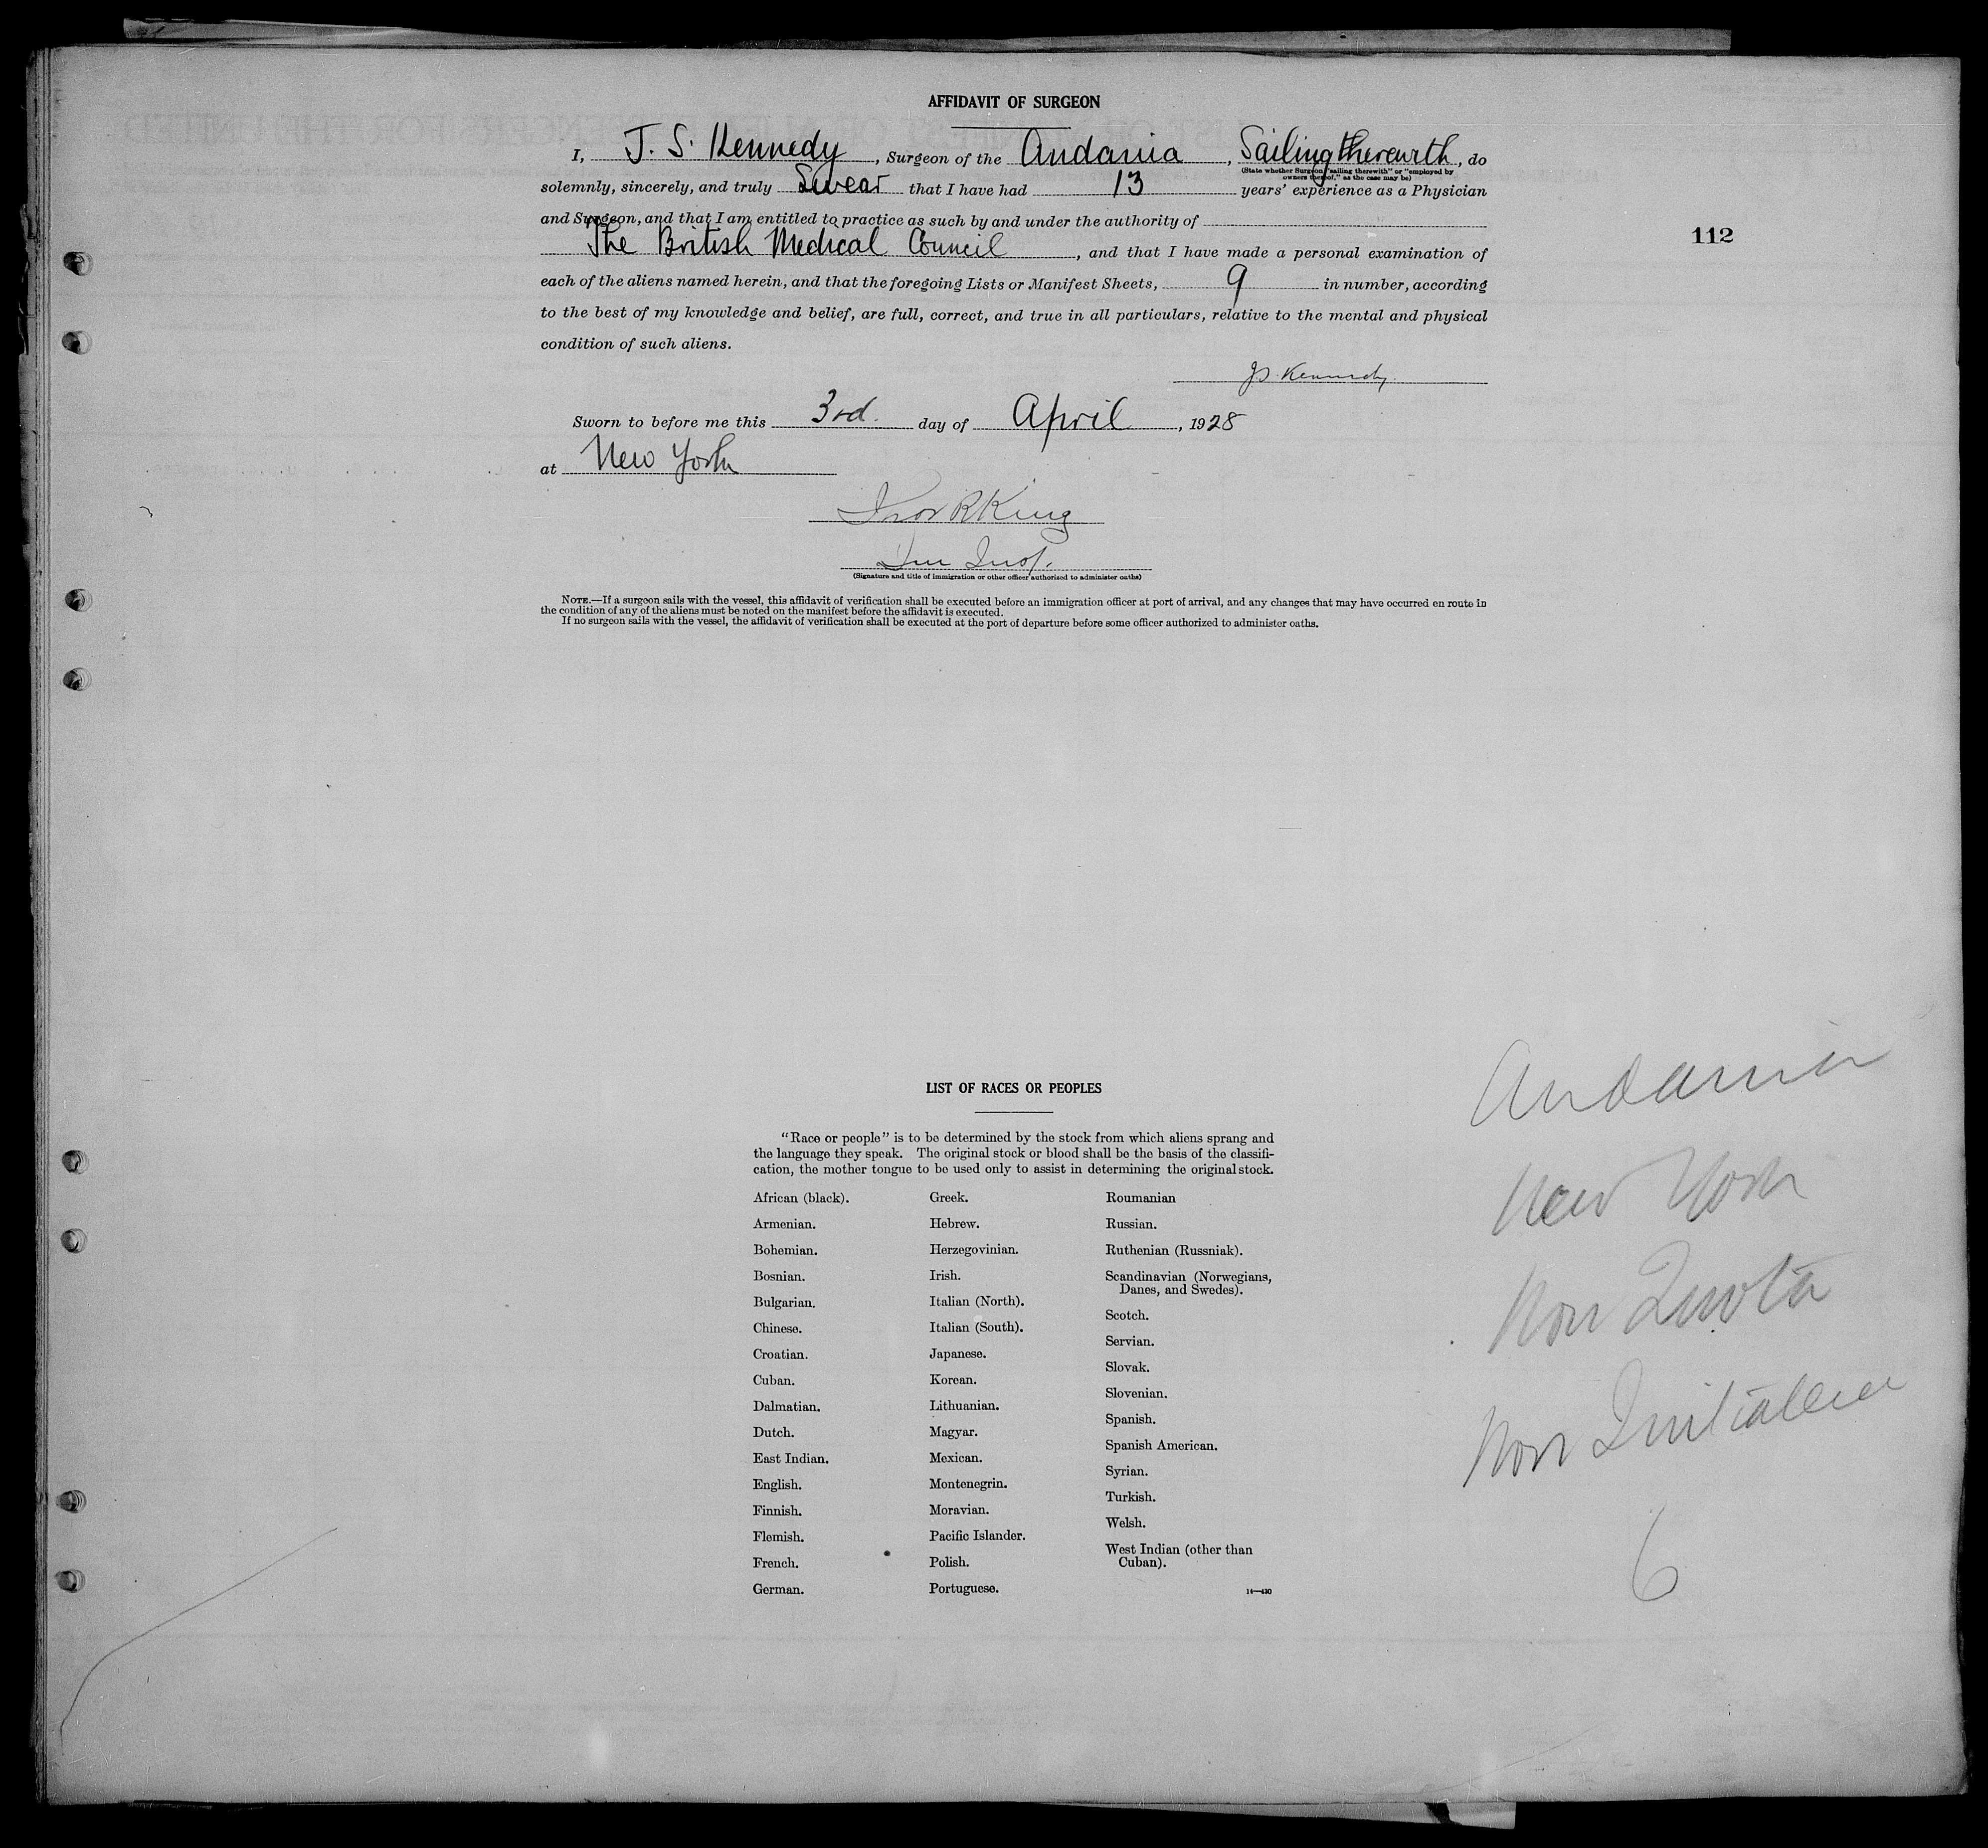 AFFIDAVIT OF SURGEON
I, J. S. Kennedy, Surgeon of the Andania, Sailing therewith, do
(State whether Surgeon "sailing therewith" or "employed by
owners thereof," as the case may be)
solemnly, sincerely, and truly Swear that I have had 13 years' experience as a Physician
and Surgeon, and that I am entitled to practice as such by and under the authority of
The British Medical Council, and that I have made a personal examination of
112
each of the aliens named herein, and that the foregoing Lists or Manifest Sheets, 9 in number, according
to the best of my knowledge and belief, are full, correct, and true in all particulars, relative to the mental and physical
condition of such aliens.
J.S. Kennedy.
Sworn to before me this 3rd. day of April, 1928
at New York
R King
Imm Insp.
(Signature and title of immigration or other officer authorized to administer oaths)
NOTE.—If a surgeon sails with the vessel, this affidavit of verification shall be executed before an immigration officer at port of arrival, and any changes that may have occurred en route in
the condition of any of the aliens must be noted on the manifest before the affidavit is executed.
If no surgeon sails with the vessel, the affidavit of verification shall be executed at the port of departure before some officer authorized to administer oaths.
LIST OF RACES OR PEOPLES
"Race or people" is to be determined by the stock from which aliens sprang and
the language they speak. The original stock or blood shall be the basis of the classifi-
cation, the mother tongue to be used only to assist in determining the original stock.
African (black).
Armenian.
Bohemian.
Bosnian.
Bulgarian.
Chinese.
Croatian.
Cuban.
Dalmatian.
Dutch.
East Indian.
English.
Finnish.
Flemish.
French.
German.
Greek.
Hebrew.
Herzegovinian.
Irish.
Italian (North).
Italian (South).
Japanese.
Korean.
Lithuanian.
Magyar.
Mexican.
Montenegrin.
Moravian.
Pacific Islander.
Polish.
Portuguese.
Roumanian
Russian.
Ruthenian (Russniak).
Scandinavian (Norwegians,
Danes, and Swedes).
Scotch.
Servian.
Slovak.
Slovenian.
Spanish.
Spanish American.
Syrian.
Turkish.
Welsh.
West Indian (other than
Cuban).
14—430
Andania
New York
Non Quota
Non
6